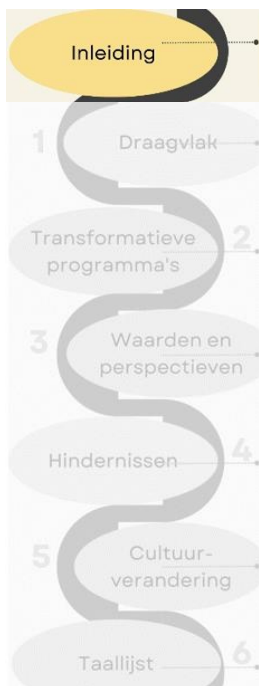 Inleiding
1
Draagvlak
Transformatieve
programma's
2
3
Waarden en
perspectieven
Hindernissen
4
5
Cultuur-
verandering
Taallijst
6